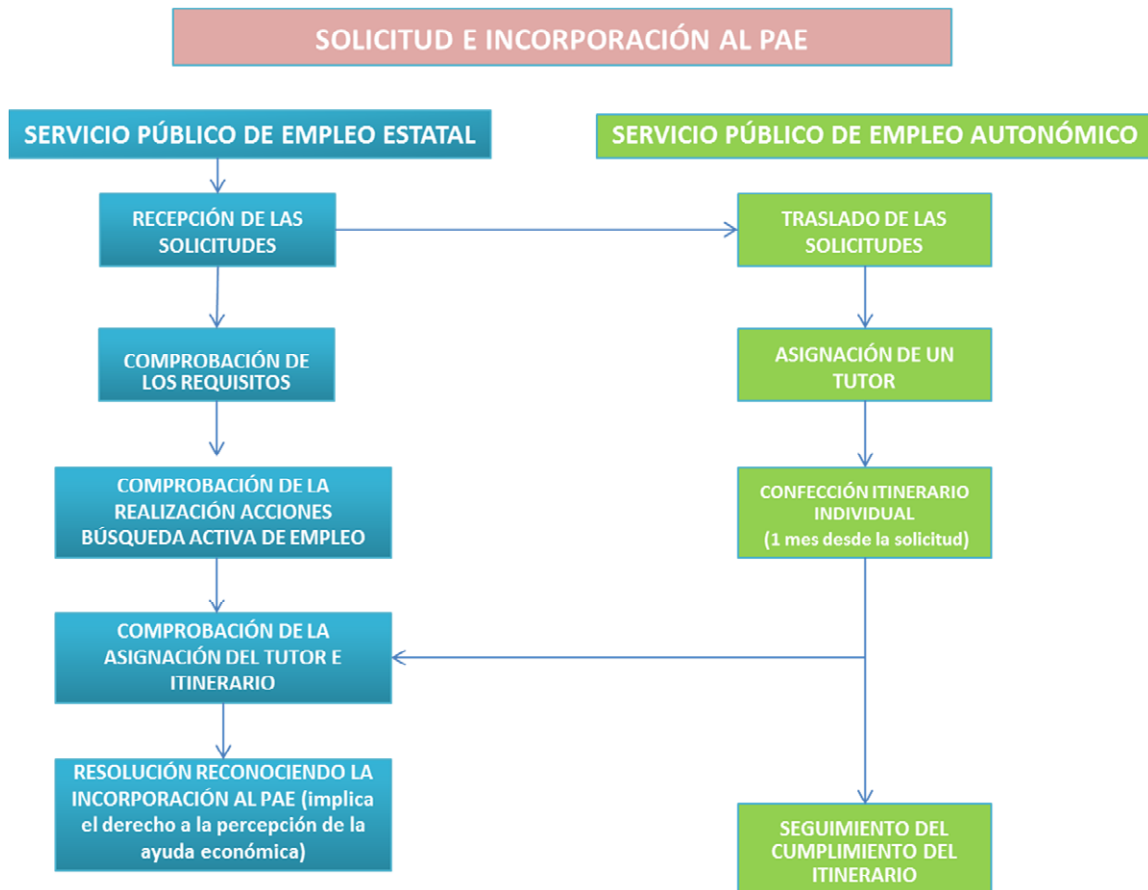 SOLICITUD E INCORPORACIÓN AL PAE
SERVICIO PÚBLICO DE EMPLEO ESTATAL
SERVICIO PÚBLICO DE EMPLEO AUTONÓMICO
RECEPCIÓN DE LAS
SOLICITUDES
TRASLADO DE LAS
SOLICITUDES
COMPROBACIÓN DE
LOS REQUISITOS
ASIGNACIÓN DE UN
TUTOR
COMPROBACIÓN DE LA
REALIZACIÓN ACCIONES
BÚSQUEDA ACTIVA DE EMPLEO
CONFECCIÓN ITINERARIO
INDIVIDUAL
(1 mes desde la solicitud)
COMPROBACIÓN DE LA
ASIGNACIÓN DEL TUTOR E
ITINERARIO
RESOLUCIÓN RECONOCIENDO LA
INCORPORACIÓN AL PAE (implica
el derecho a la percepción de la
ayuda económica)
SEGUIMIENTO DEL
CUMPLIMIENTO DEL
ITINERARIO